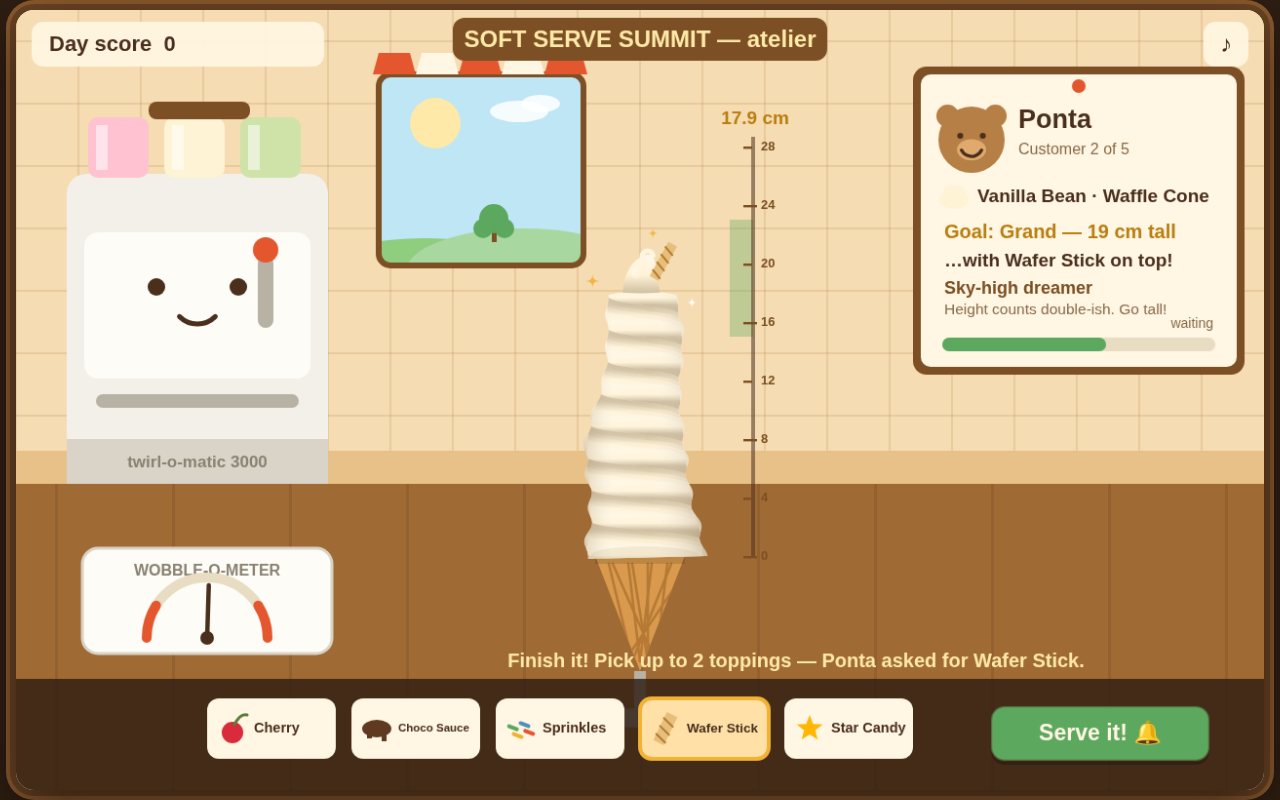 Day score 0
SOFT SERVE SUMMIT — atelier
♪
17.9 cm
28
24
20
16
12
8
4
0
Ponta
Customer 2 of 5
Vanilla Bean · Waffle Cone
Goal: Grand — 19 cm tall
…with Wafer Stick on top!
Sky-high dreamer
Height counts double-ish. Go tall!
waiting
twirl-o-matic 3000
WOBBLE-O-METER
Finish it! Pick up to 2 toppings — Ponta asked for Wafer Stick.
Cherry
Choco Sauce
Sprinkles
Wafer Stick
Star Candy
Serve it! 🔔